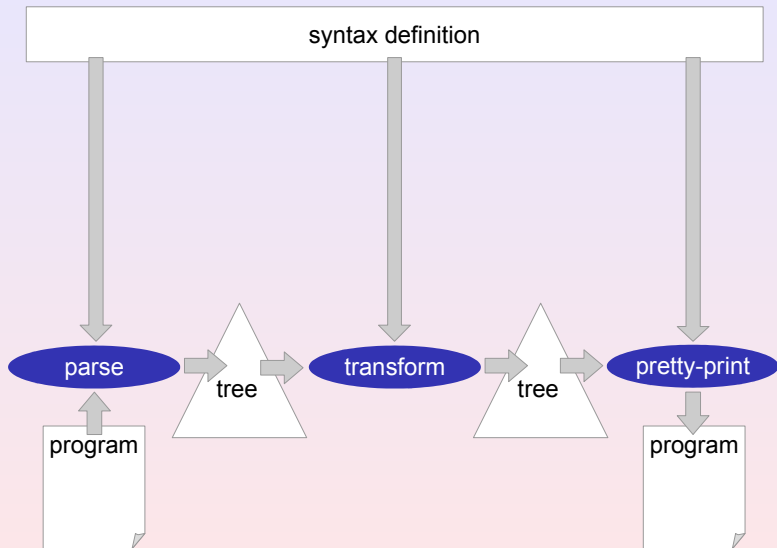 syntax definition
parse
tree
transform
tree
pretty-print
program
program